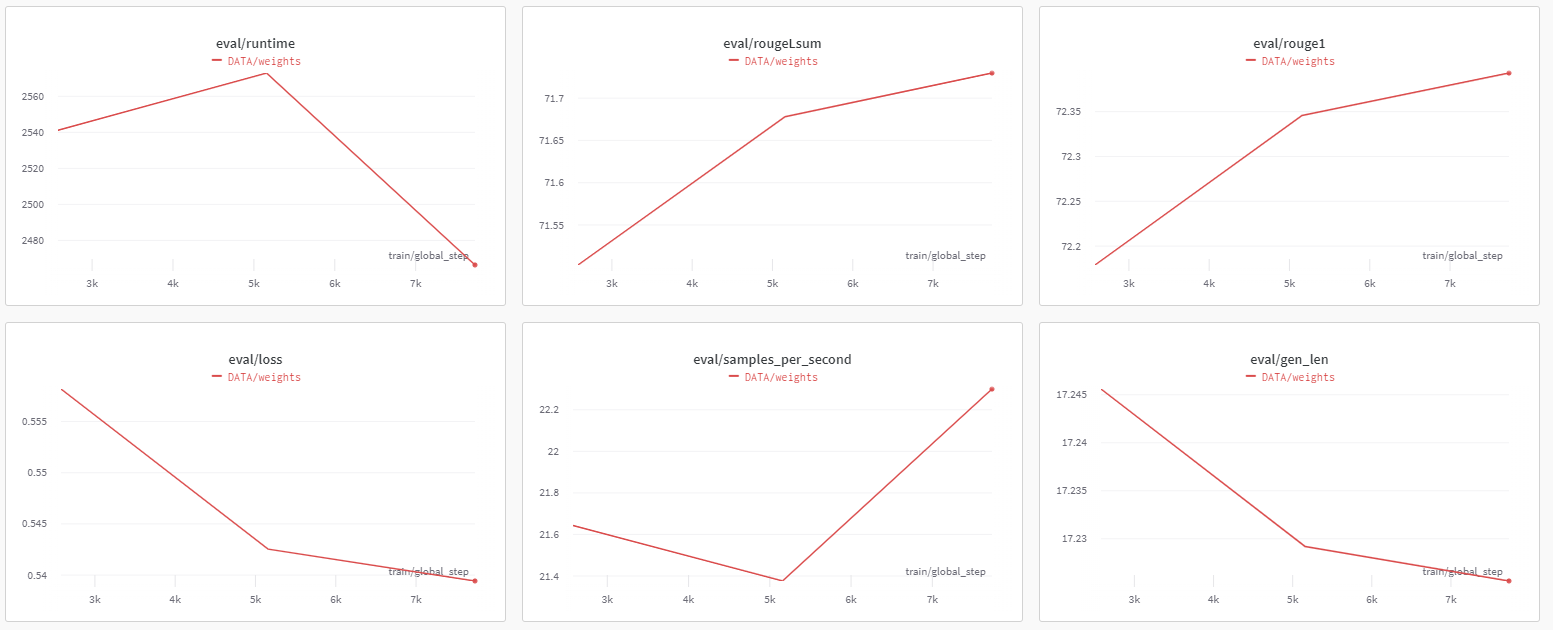 eval/runtime
DATA/weights
2560
2540
2520
2500
2480
train/global_step
3k 4k 5k 6k 7k
eval/rougeLsum
DATA/weights
71.7
71.65
71.6
71.55
train/global_step
3k 4k 5k 6k 7k
eval/rouge1
DATA/weights
72.35
72.3
72.25
72.2
train/global_step
3k 4k 5k 6k 7k
eval/loss
DATA/weights
0.555
0.55
0.545
0.54
train/global_step
3k 4k 5k 6k 7k
eval/samples_per_second
DATA/weights
22.2
22
21.8
21.6
21.4
train/global_step
3k 4k 5k 6k 7k
eval/gen_len
DATA/weights
17.245
17.24
17.235
17.23
train/global_step
3k 4k 5k 6k 7k